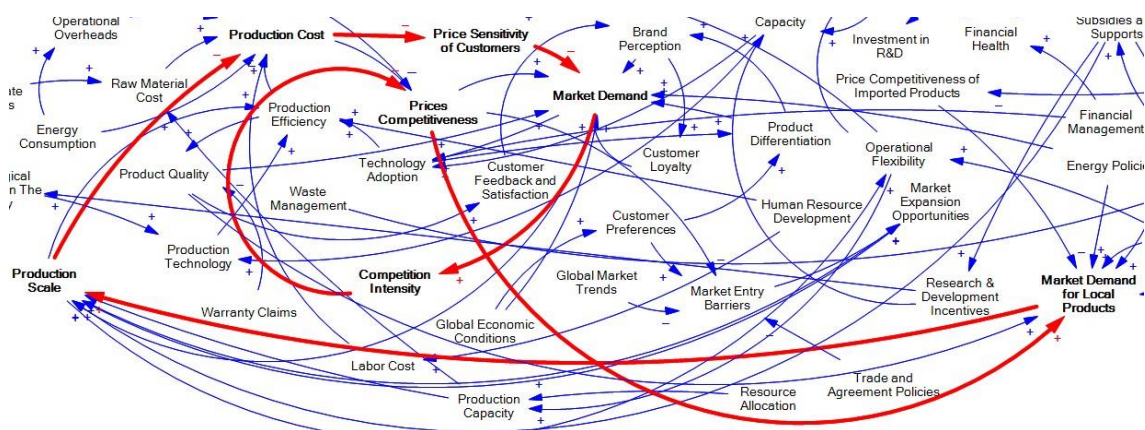 Operational
Overheads
Production Cost
Price Sensitivity
of Customers
Brand
Perception
Capacity
Investment in
R&D
Financial
Health
Subsidies a
Supports
Raw Material
Cost
Price Competitiveness of
Imported Products
Market Demand
Prices
Competitiveness
Production
Efficiency
Energy
Consumption
Financial
Management
Technology
Adoption
Product
Differentiation
Operational
Flexibility
Customer
Loyalty
Energy Policie
Product Quality
Customer
Feedback and
Satisfaction
Waste
Management
Human Resource
Development
Market
Expansion
Opportunities
Customer
Preferences
Production
Technology
Production
Scale
Competition
Intensity
Global Market
Trends
Market Entry
Barriers
Research &
Development
Incentives
Market Demand
for Local
Products
Warranty Claims
Global Economic
Conditions
Labor Cost
Production
Capacity
Resource
Allocation
Trade and
Agreement Policies